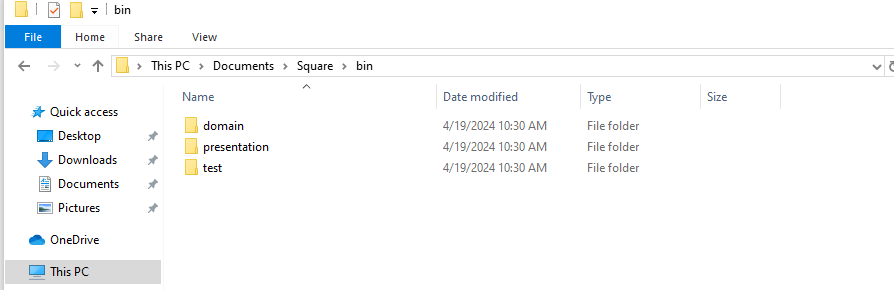 bin
File Home Share View
This PC Documents Square bin
Name Date modified Type Size
Quick access
Desktop
Downloads
Documents
Pictures
OneDrive
This PC
domain 4/19/2024 10:30 AM File folder
presentation 4/19/2024 10:30 AM File folder
test 4/19/2024 10:30 AM File folder